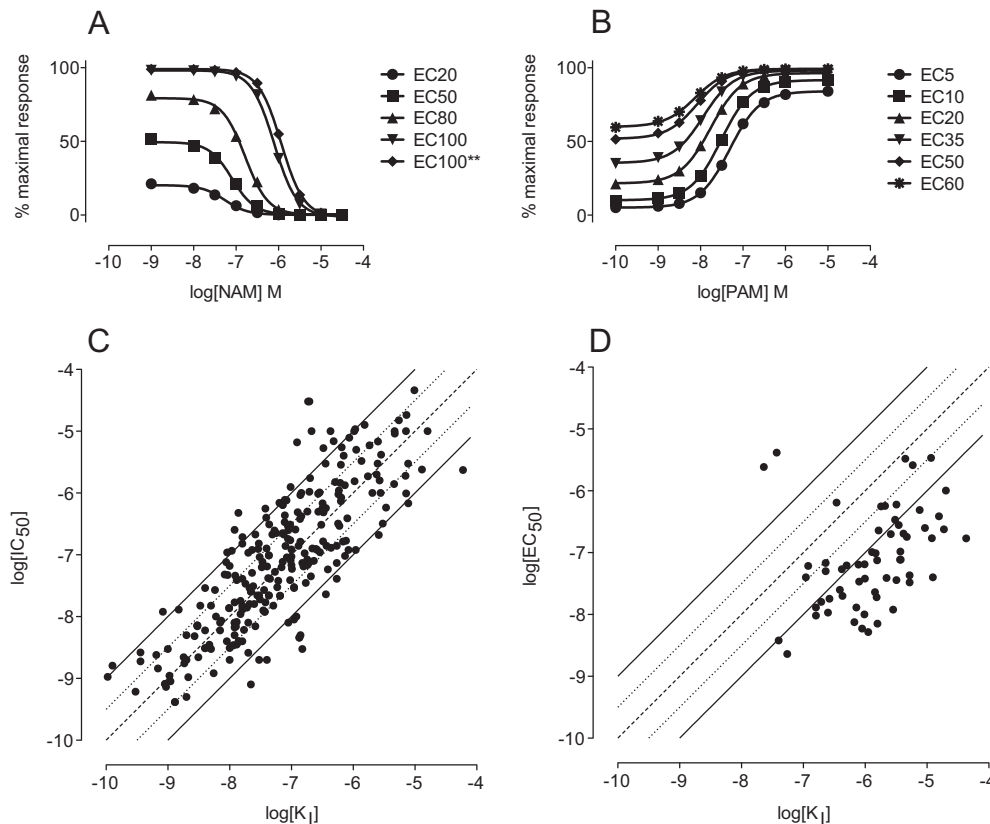 A
% maximal response
100
50
0
-10 -9 -8 -7 -6 -5 -4
log[NAM] M
EC20
EC50
EC80
EC100
EC100**
B
% maximal response
100
50
0
-10 -9 -8 -7 -6 -5 -4
log[PAM] M
EC5
EC10
EC20
EC35
EC50
EC60
C
log[IC50]
-4
-5
-6
-7
-8
-9
-10
-10 -9 -8 -7 -6 -5 -4
log[KI]
D
log[EC50]
-4
-5
-6
-7
-8
-9
-10
-10 -9 -8 -7 -6 -5 -4
log[KI]